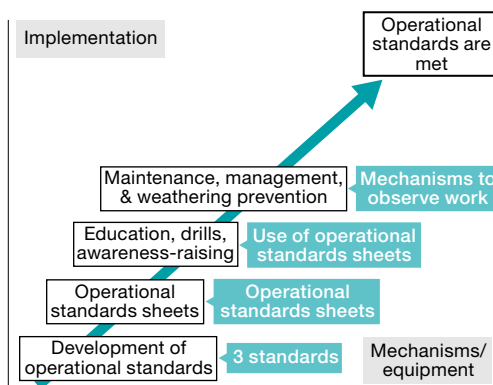 Implementation
Operational
standards are
met
Maintenance, management,
& weathering prevention
Mechanisms to
observe work
Education, drills,
awareness-raising
Use of operational
standards sheets
Operational
standards sheets
Operational
standards sheets
Development of
operational standards
3 standards
Mechanisms/
equipment